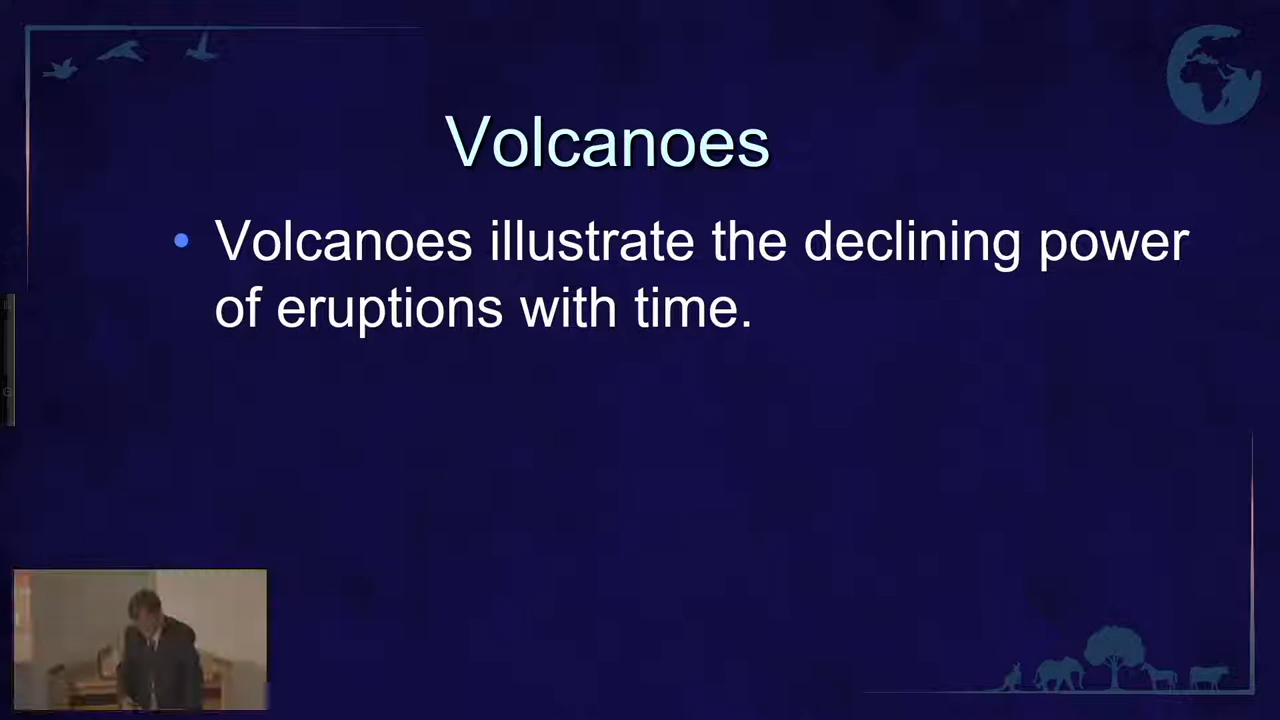 Volcanoes
• Volcanoes illustrate the declining power
of eruptions with time.